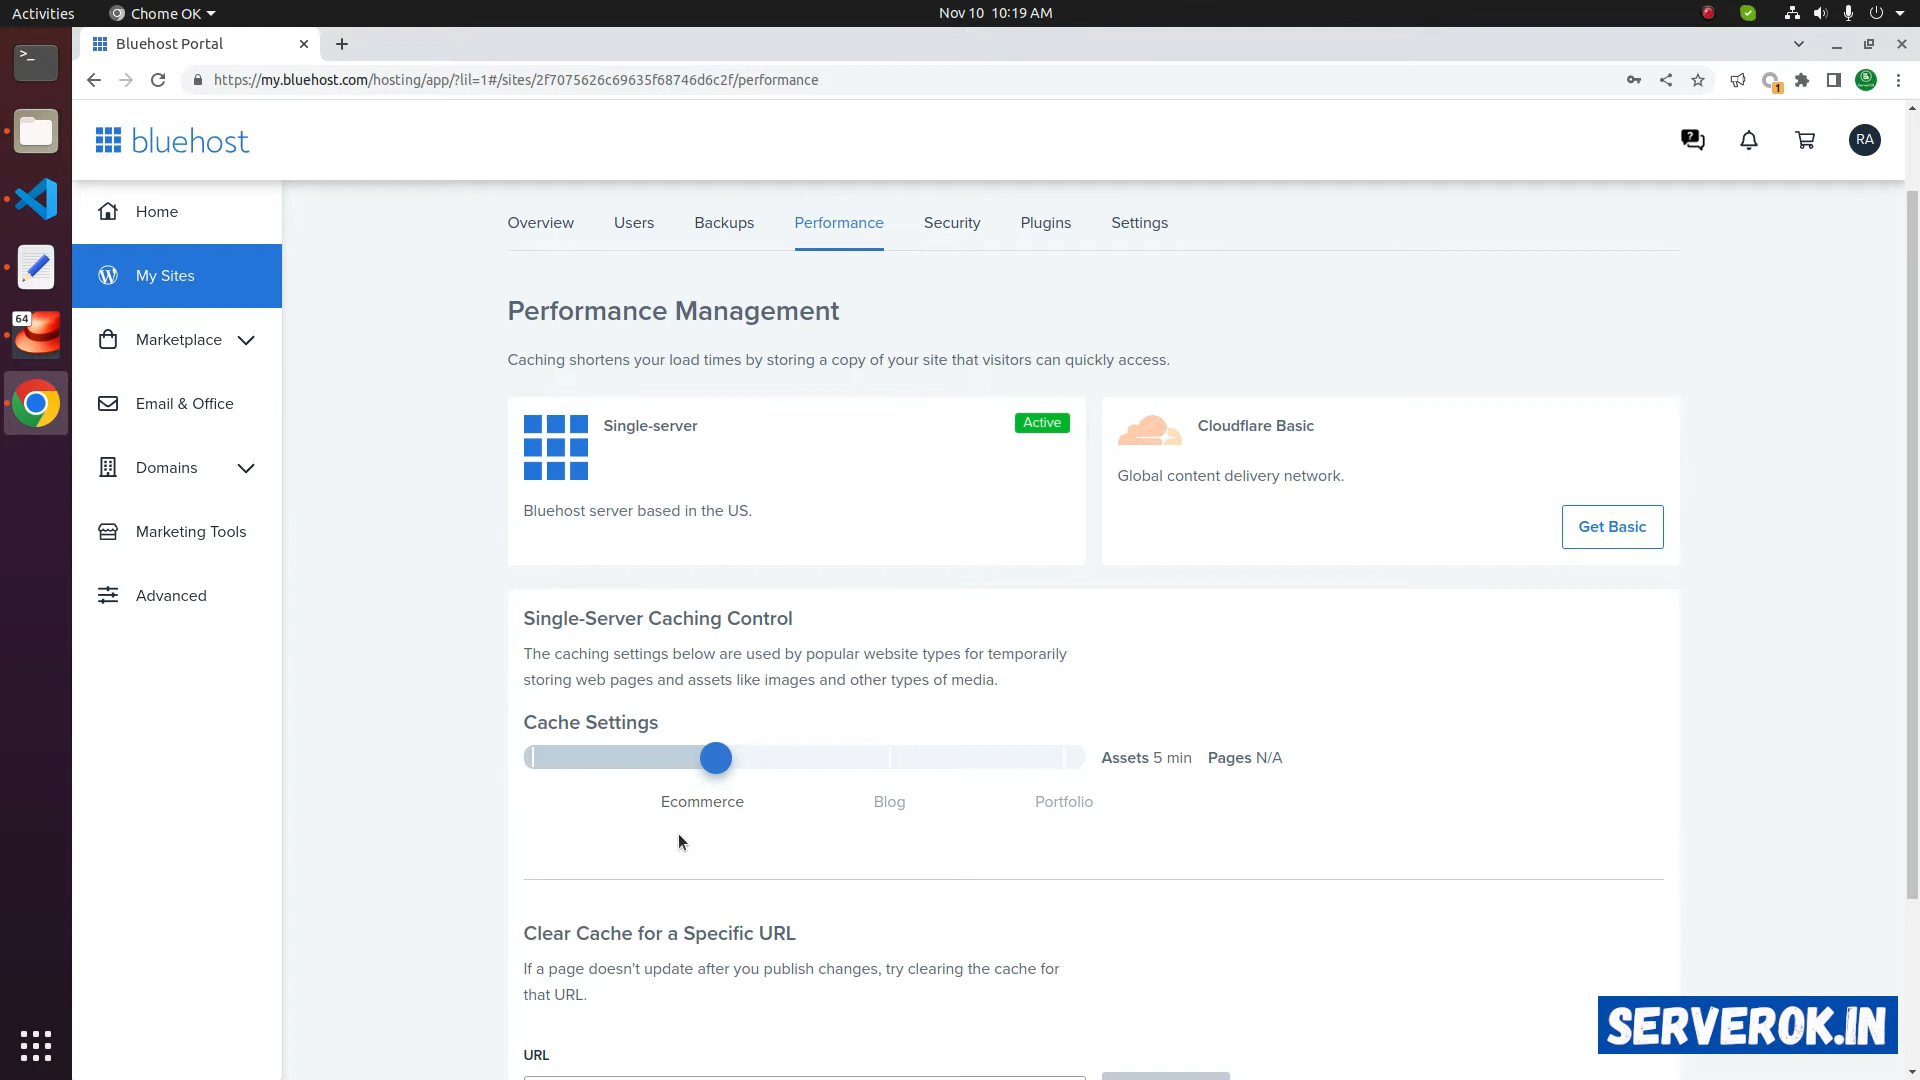 Activities
Chome OK
Nov 10 10:19 AM
Bluehost Portal
https://my.bluehost.com/hosting/app/?lil=1#/sites/2f7075626c69635f68746d6c2f/performance
1
bluehost
RA
64
Home
My Sites
Marketplace
Email & Office
Domains
Marketing Tools
Advanced
Overview
Users
Backups
Performance
Security
Plugins
Settings
Performance Management
Caching shortens your load times by storing a copy of your site that visitors can quickly access.
Single-server
Active
Bluehost server based in the US.
Cloudflare Basic
Global content delivery network.
Get Basic
Single-Server Caching Control
The caching settings below are used by popular website types for temporarily
storing web pages and assets like images and other types of media.
Cache Settings
Assets 5 min Pages N/A
Ecommerce
Blog
Portfolio
Clear Cache for a Specific URL
If a page doesn't update after you publish changes, try clearing the cache for
that URL.
URL
SERVEROK.IN